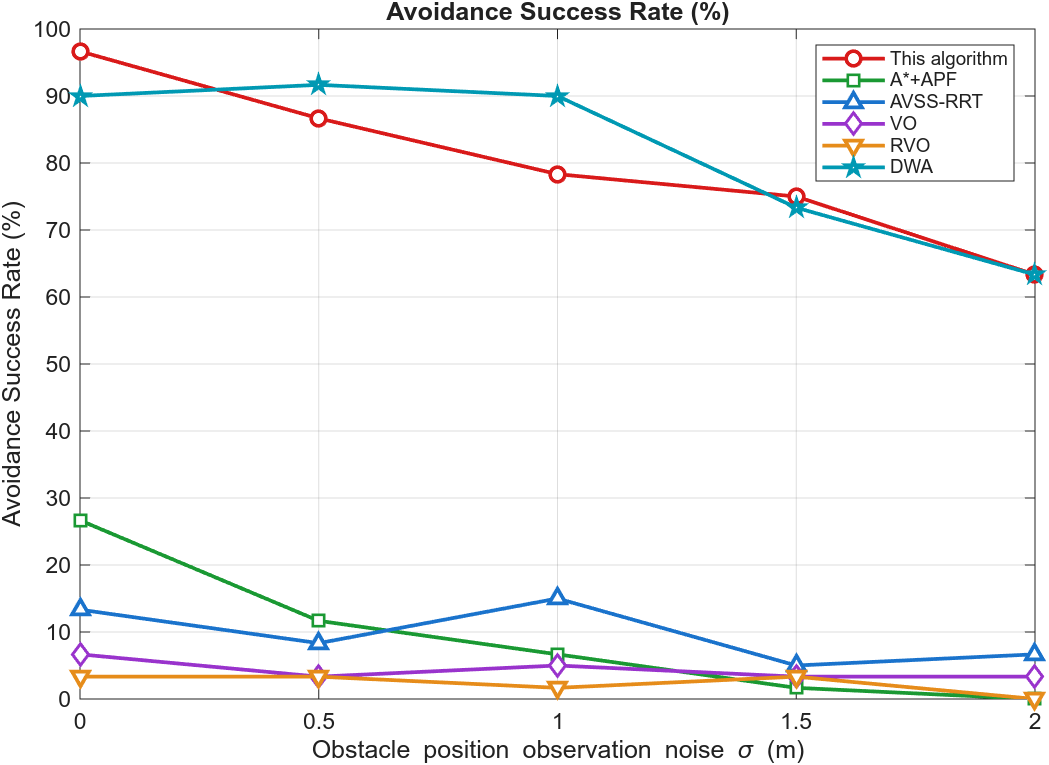 Avoidance Success Rate (%)
100
90
80
70
60
50
40
30
20
10
0
Avoidance Success Rate (%)
This algorithm
A*+APF
AVSS-RRT
VO
RVO
DWA
0 0.5 1 1.5 2
Obstacle position observation noise σ (m)